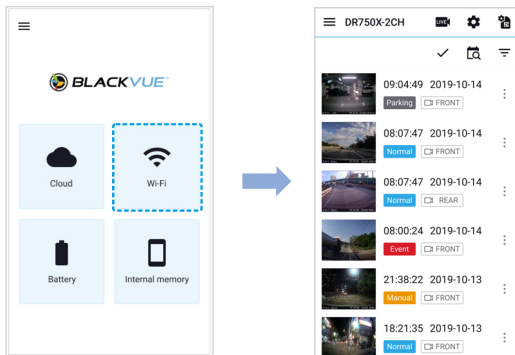 BLACKVUE
Cloud
Wi-Fi
Battery
Internal memory
DR750X-2CH
LIVE
09:04:49 2019-10-14
Parking FRONT
08:07:47 2019-10-14
Normal FRONT
08:07:47 2019-10-14
Normal REAR
08:00:24 2019-10-14
Event FRONT
21:38:22 2019-10-13
Manual FRONT
18:21:35 2019-10-13
Normal FRONT